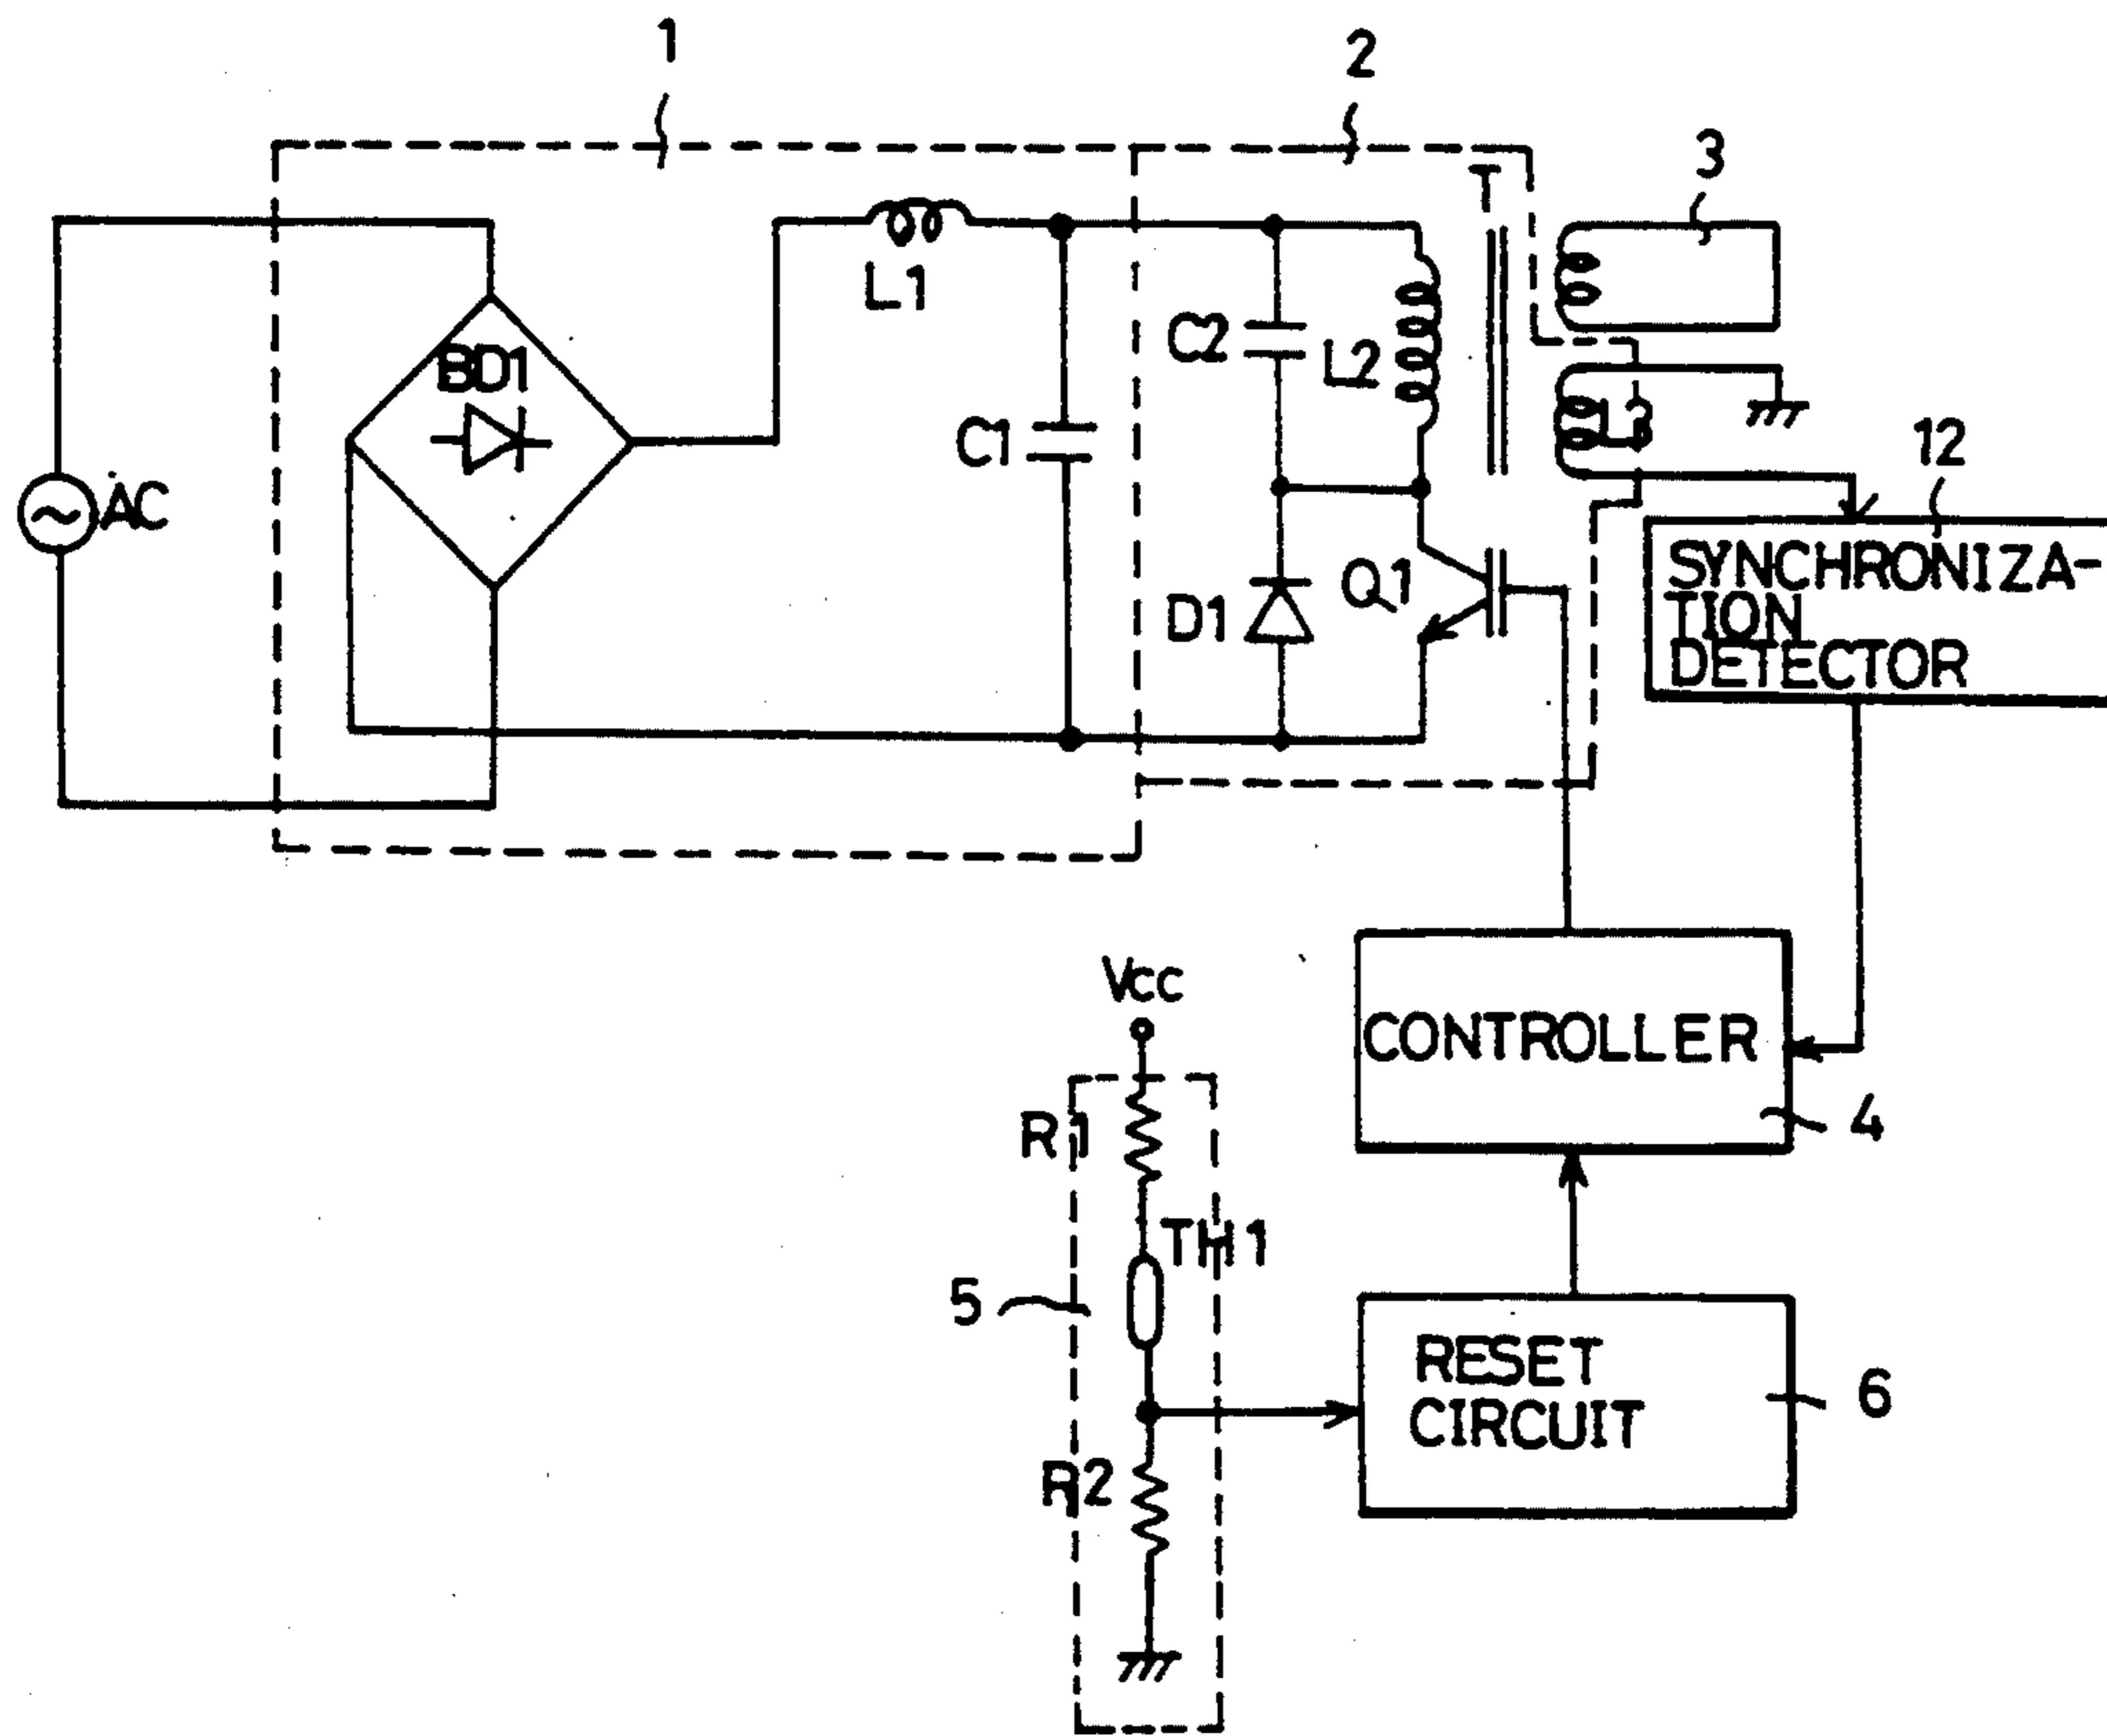 1
2
T
3
L1
C2
L2
BD1
L3
C1
12
AC
SYNCHRONIZA-
TION
DETECTOR
Q1
D1
Vcc
CONTROLLER
R1
4
TH1
5
RESET
CIRCUIT
6
R2